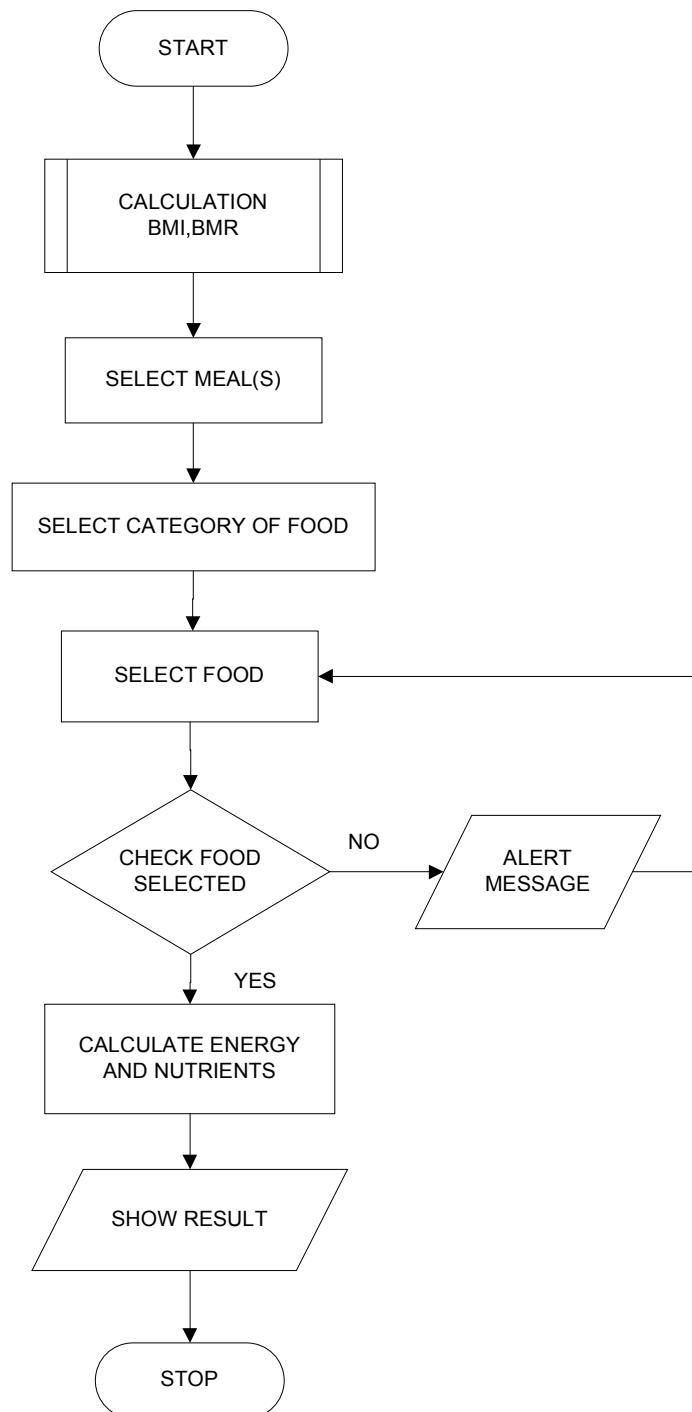 START
CALCULATION
BMI,BMR
SELECT MEAL(S)
SELECT CATEGORY OF FOOD
SELECT FOOD
CHECK FOOD
SELECTED
NO
ALERT
MESSAGE
YES
CALCULATE ENERGY
AND NUTRIENTS
SHOW RESULT
STOP